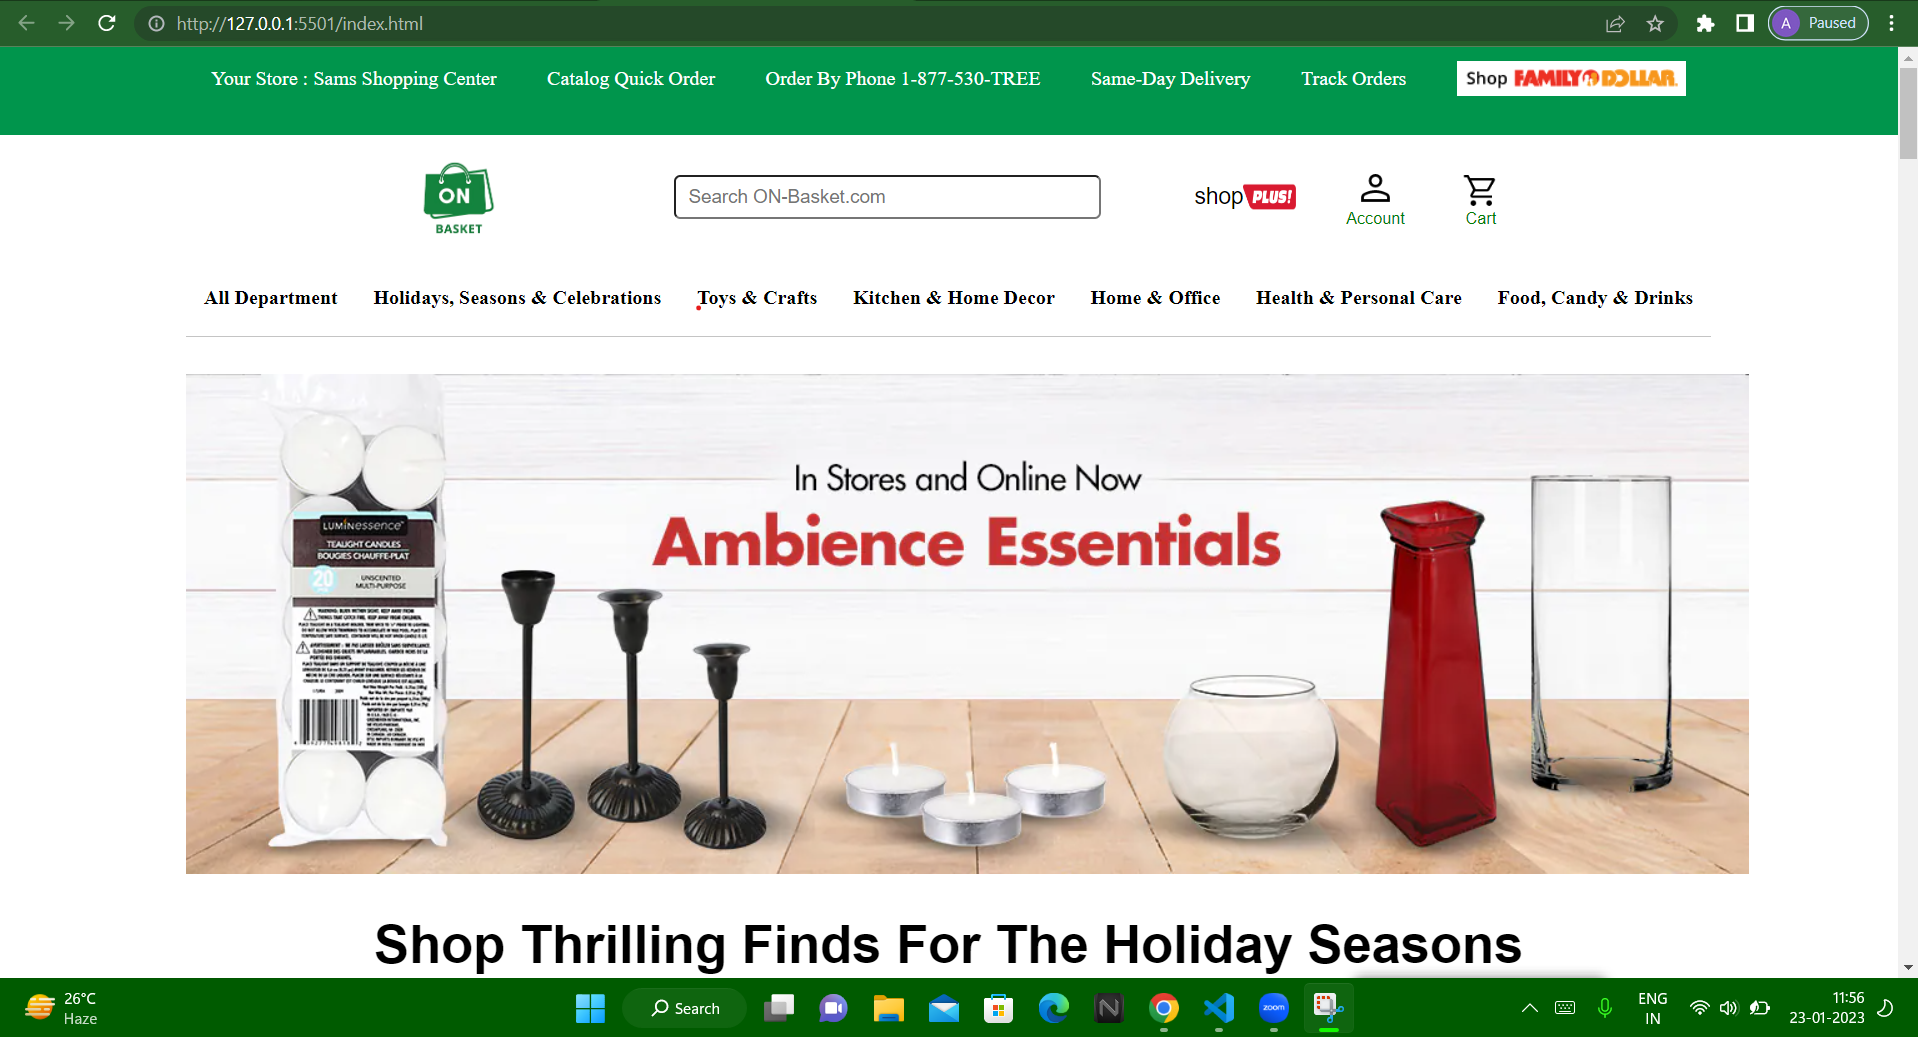 http://127.0.0.1:5501/index.html
A Paused
Your Store : Sams Shopping Center Catalog Quick Order Order By Phone 1-877-530-TREE Same-Day Delivery Track Orders Shop FAMILY DOLLAR
ON
BASKET
Search ON-Basket.com
shop PLUS!
Account
Cart
All Department Holidays, Seasons & Celebrations Toys & Crafts Kitchen & Home Decor Home & Office Health & Personal Care Food, Candy & Drinks
In Stores and Online Now
Ambience Essentials
LUMINessence™
TEALIGHT CANDLES
BOUGIES CHAUFFE-PLAT
20
UNSCENTED
MULTI-PURPOSE
Shop Thrilling Finds For The Holiday Seasons
26°C
Haze
Search
zoom
ENG
IN
11:56
23-01-2023